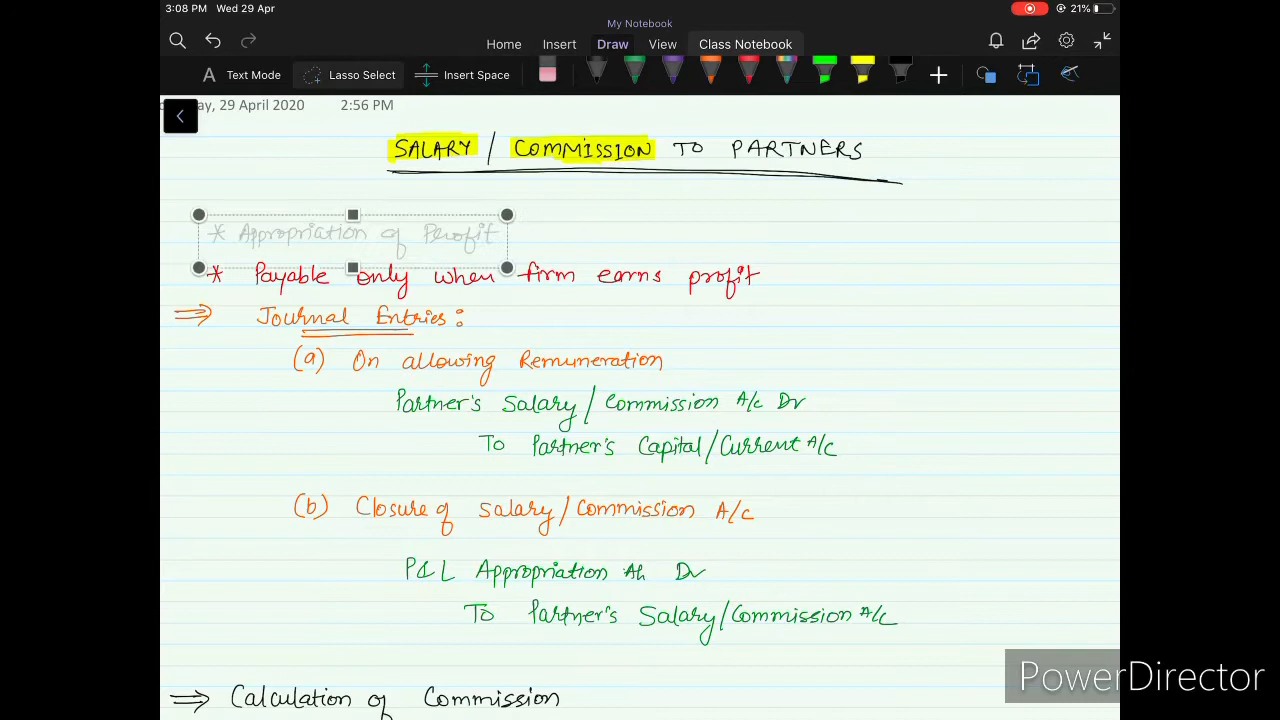 3:08 PM Wed 29 Apr 21%
My Notebook
Home Insert Draw View Class Notebook
Text Mode Lasso Select Insert Space
ay, 29 April 2020 2:56 PM
SALARY / COMMISSION TO PARTNERS
* Appropriation of Profit
* Payable only when firm earns profit
⇒ Journal Entries:
(a) On allowing Remuneration
Partner's Salary / Commission A/c Dr
To Partner's Capital / Current A/c
(b) Closure of Salary / Commission A/c
P&L Appropriation A/c Dr
To Partner's Salary / Commission A/c
⇒ Calculation of Commission
PowerDirector